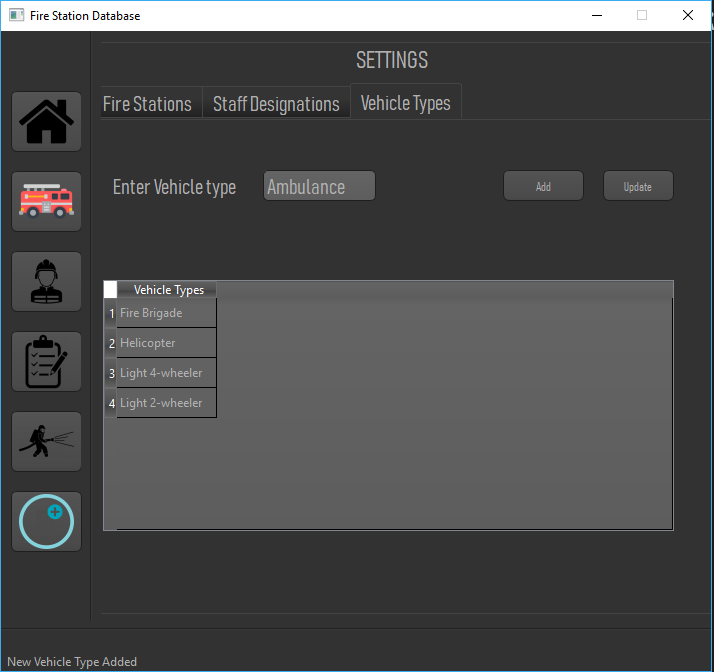 Fire Station Database
SETTINGS
Fire Stations Staff Designations Vehicle Types
Enter Vehicle type Ambulance Add Update
Vehicle Types
1 Fire Brigade
2 Helicopter
3 Light 4-wheeler
4 Light 2-wheeler
New Vehicle Type Added